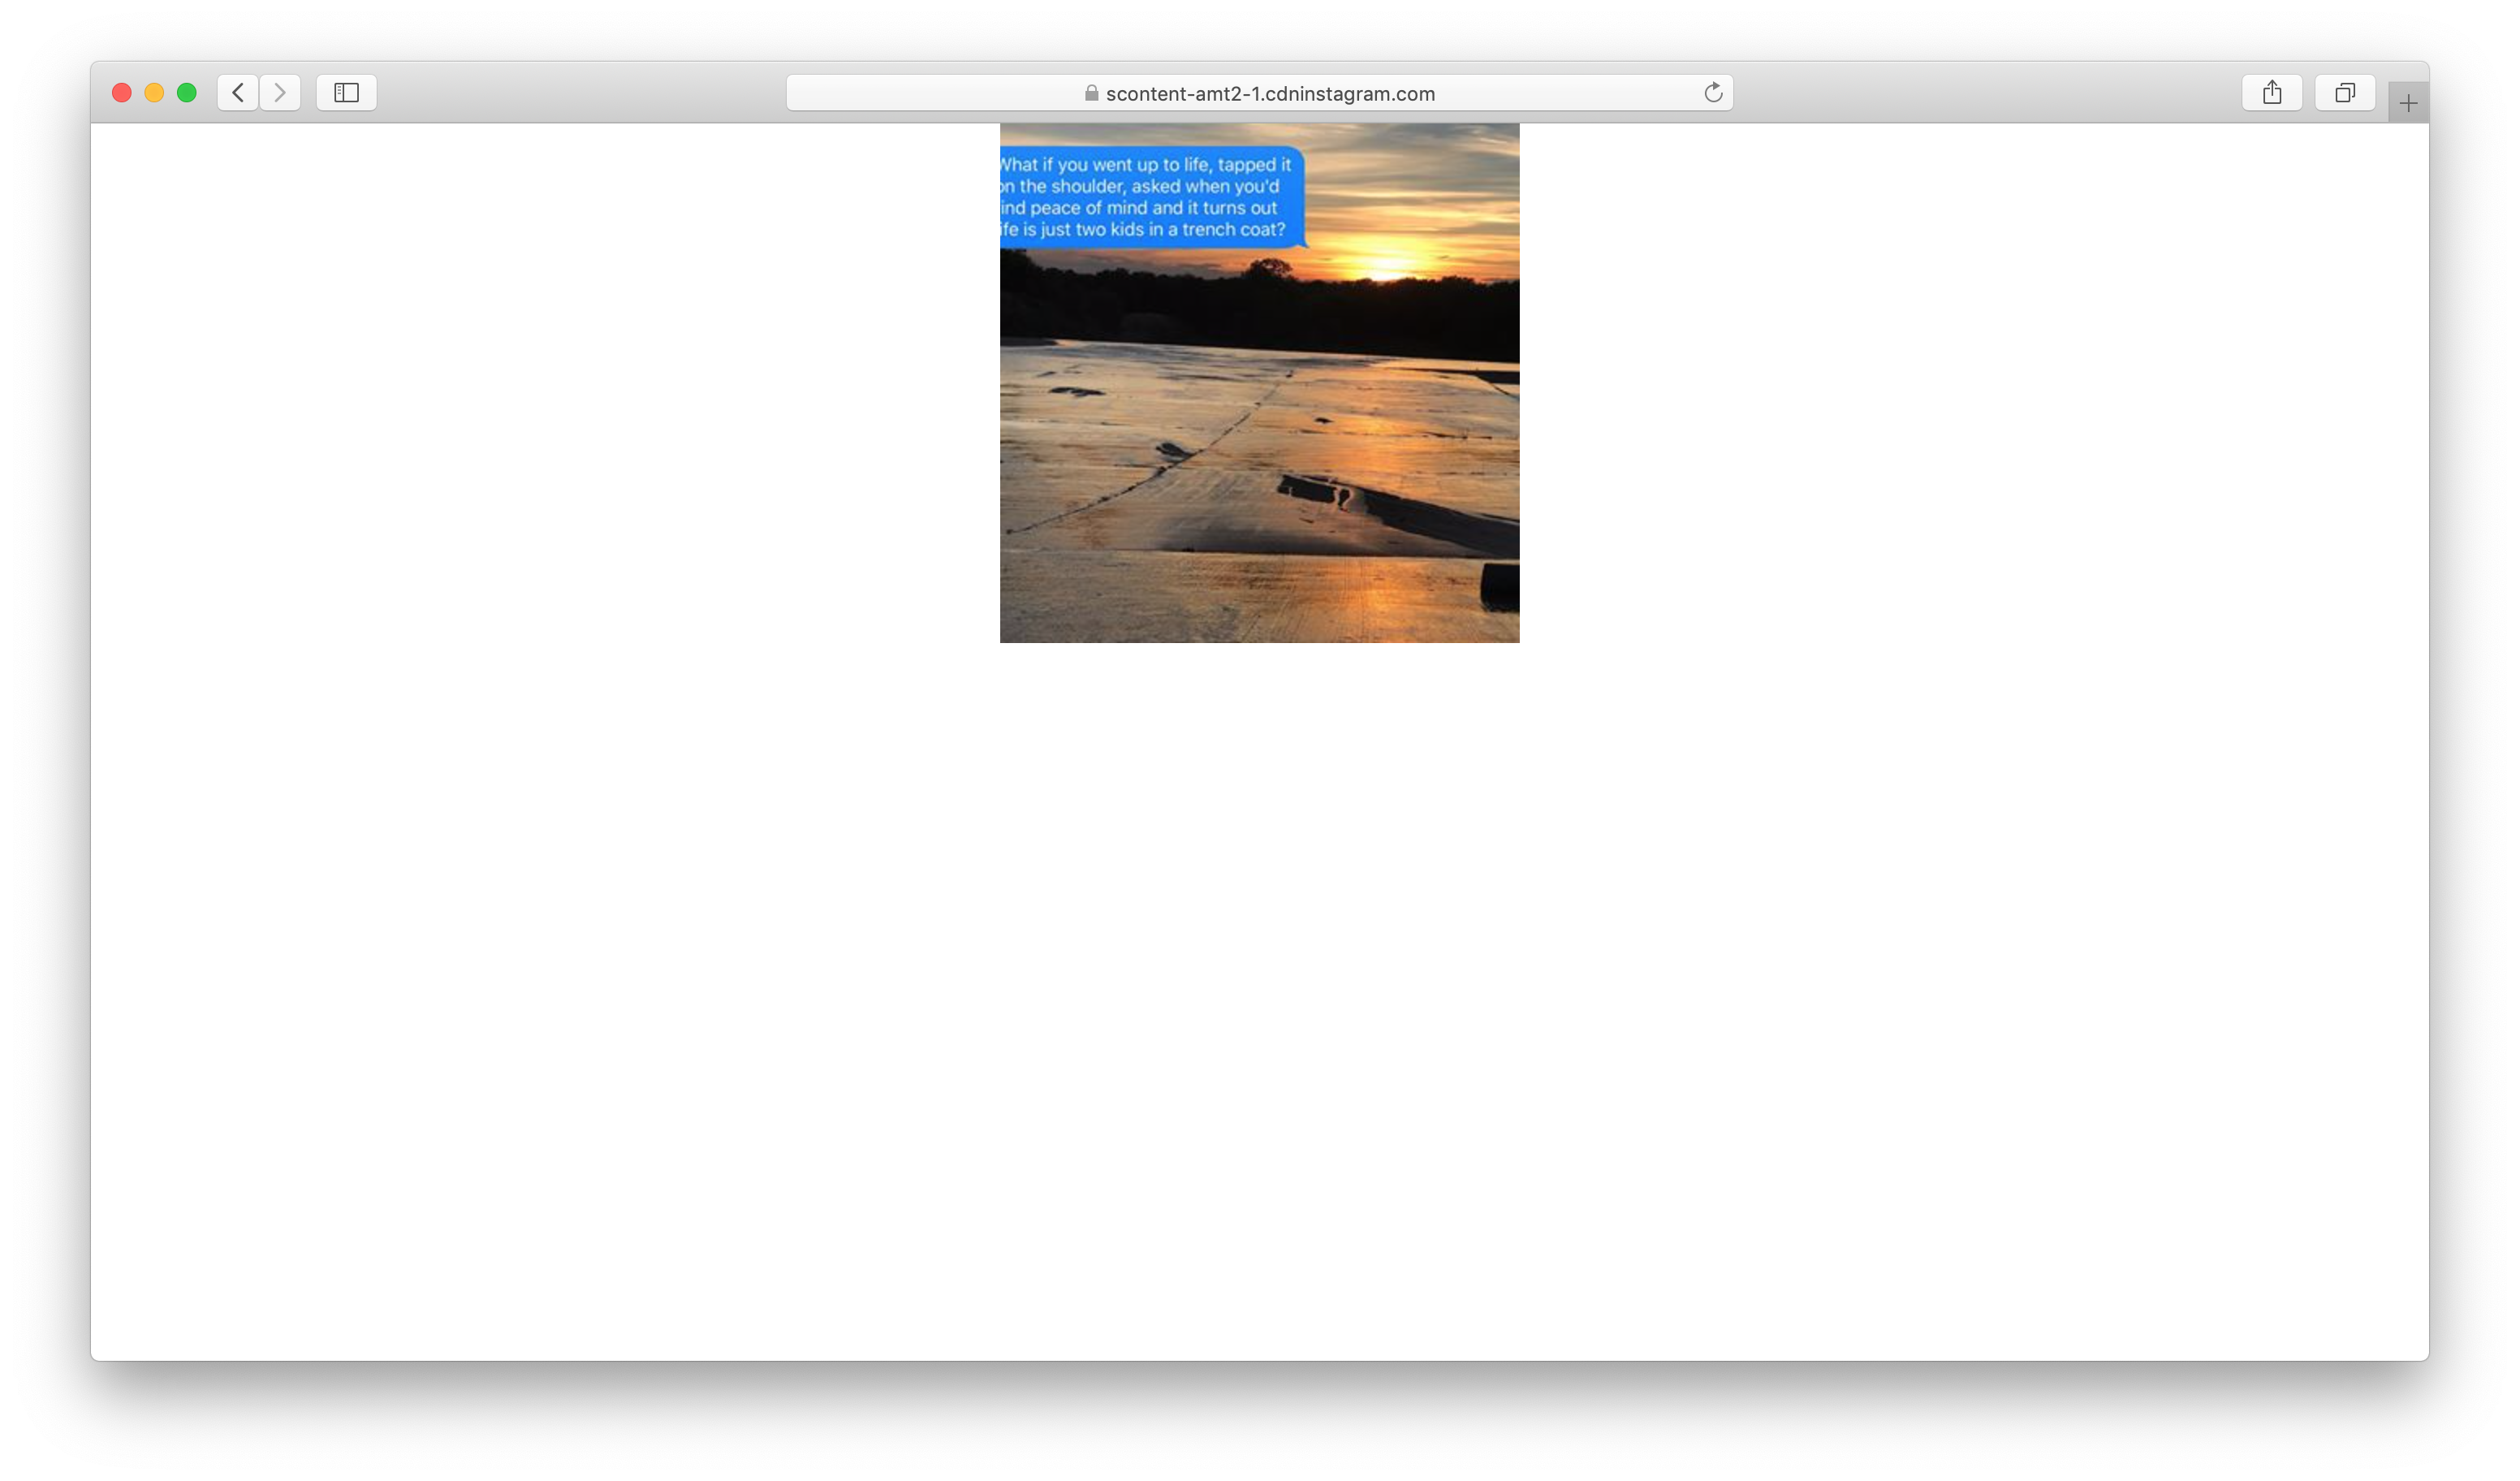 scontent-amt2-1.cdninstagram.com
What if you went up to life, tapped it
on the shoulder, asked when you'd
ind peace of mind and it turns out
ife is just two kids in a trench coat?